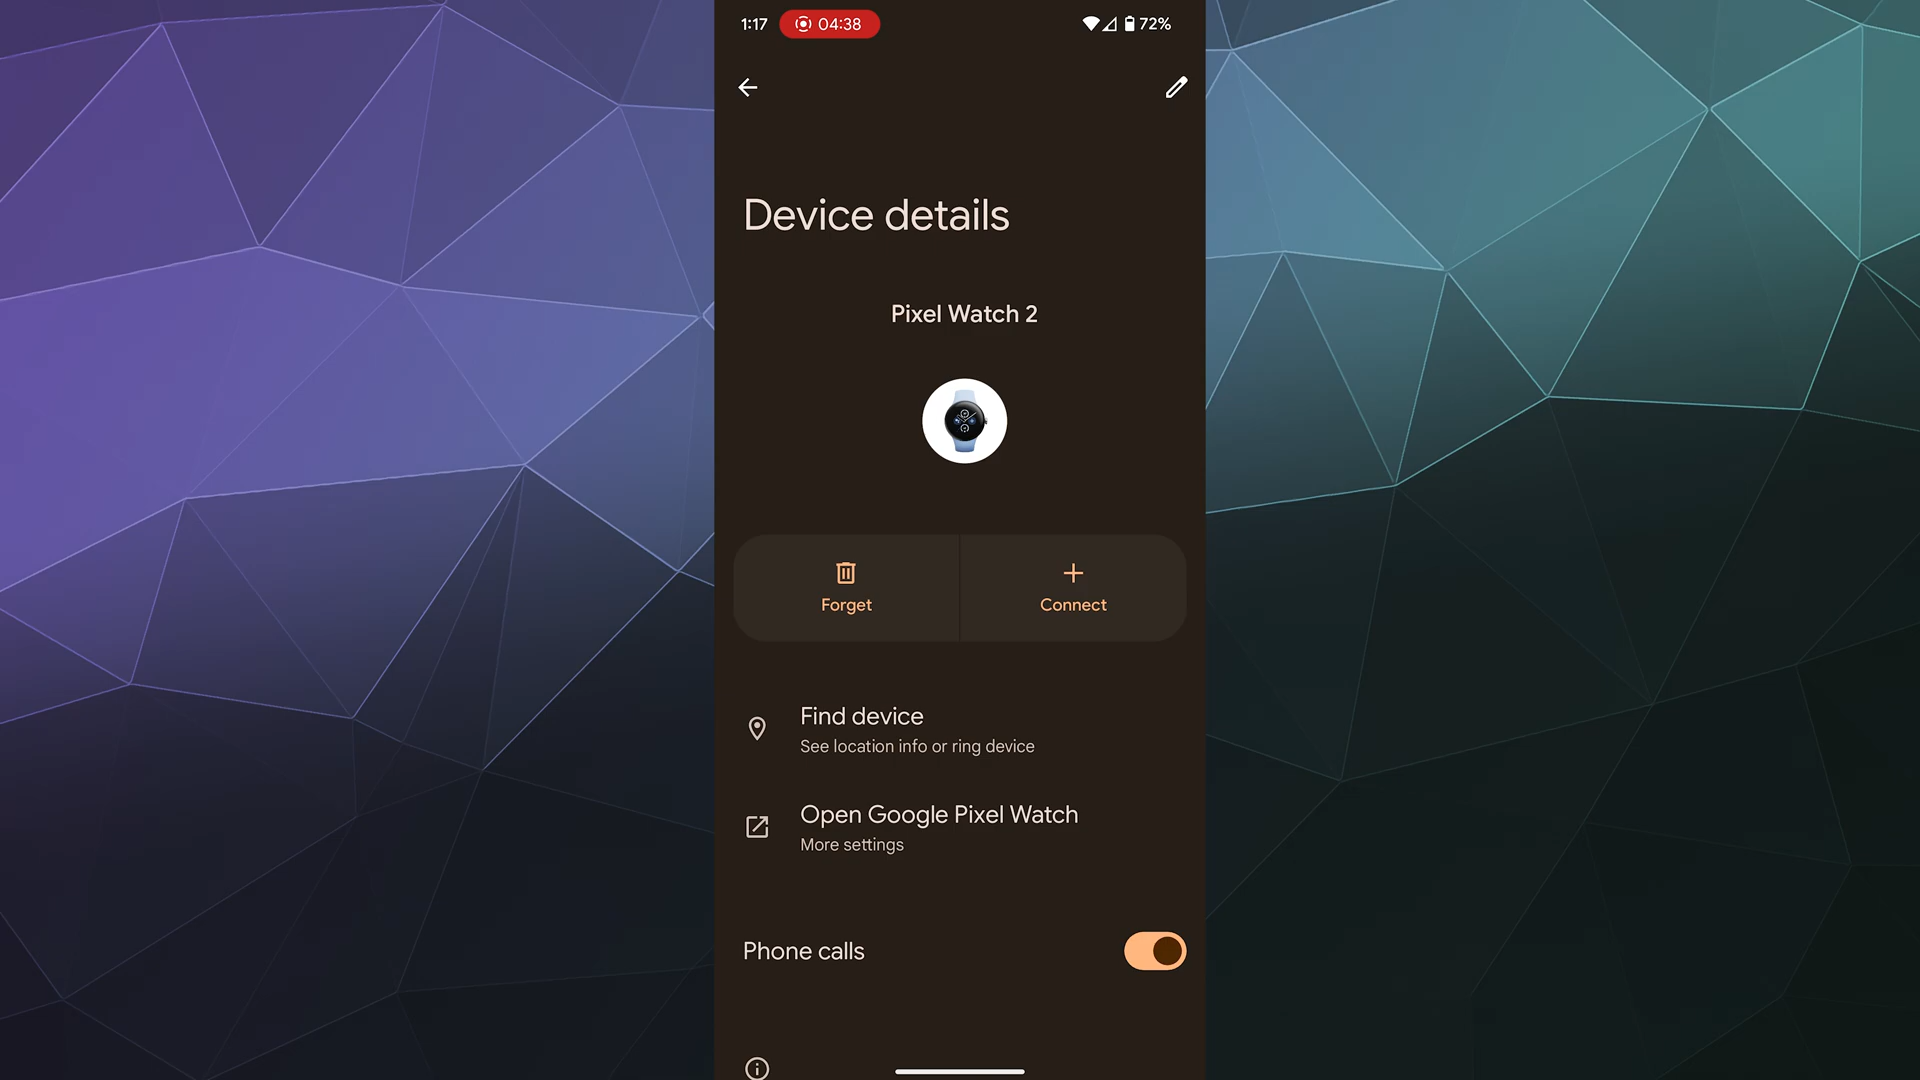 1:17 04:38 72%
Device details
Pixel Watch 2
Forget
Connect
Find device
See location info or ring device
Open Google Pixel Watch
More settings
Phone calls